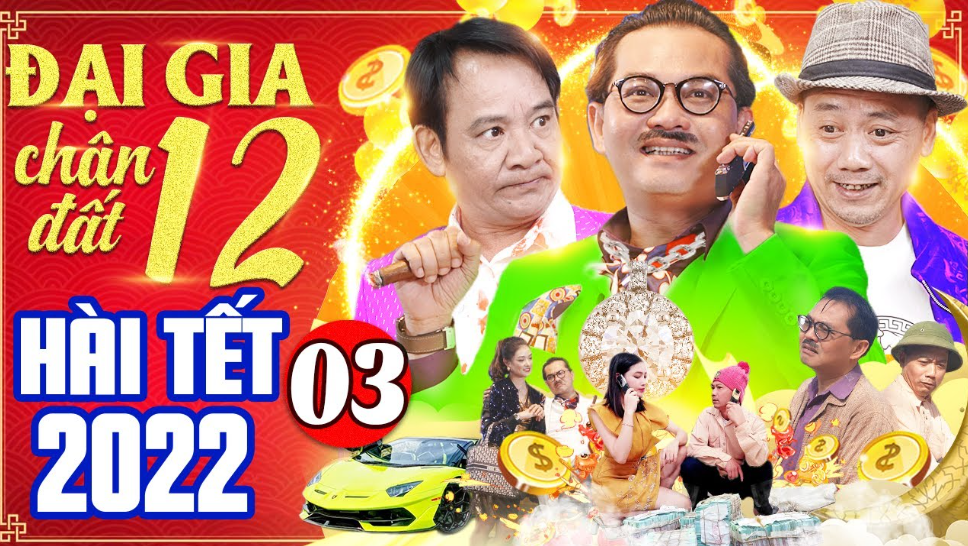 ĐẠI GIA
chân
đất
12
HÀI TẾT
2022
03